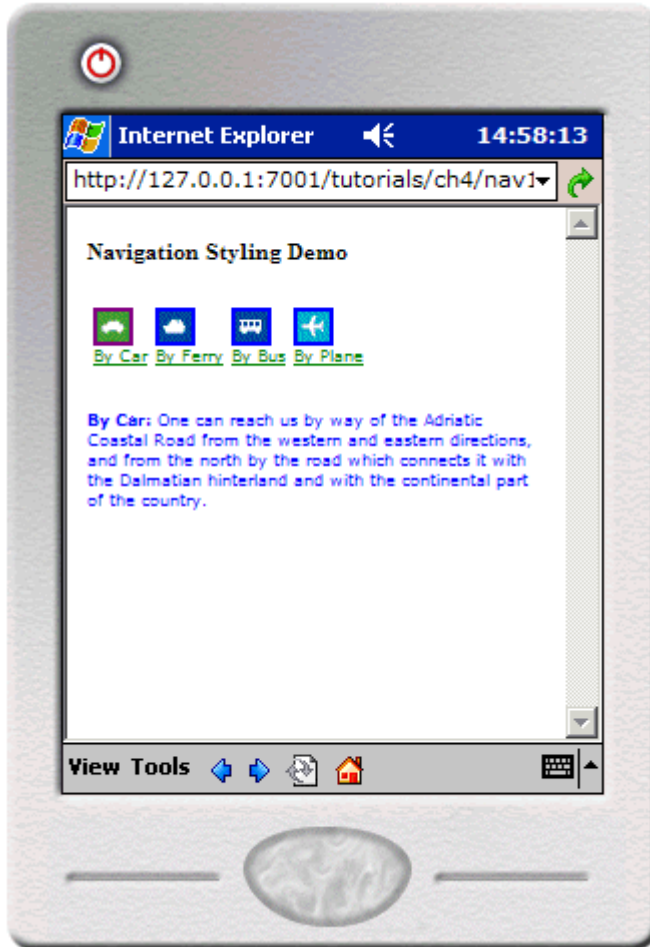 Internet Explorer 14:58:13
http://127.0.0.1:7001/tutorials/ch4/nav1
Navigation Styling Demo
By Car By Ferry By Bus By Plane
By Car: One can reach us by way of the Adriatic
Coastal Road from the western and eastern directions,
and from the north by the road which connects it with
the Dalmatian hinterland and with the continental part
of the country.
View Tools